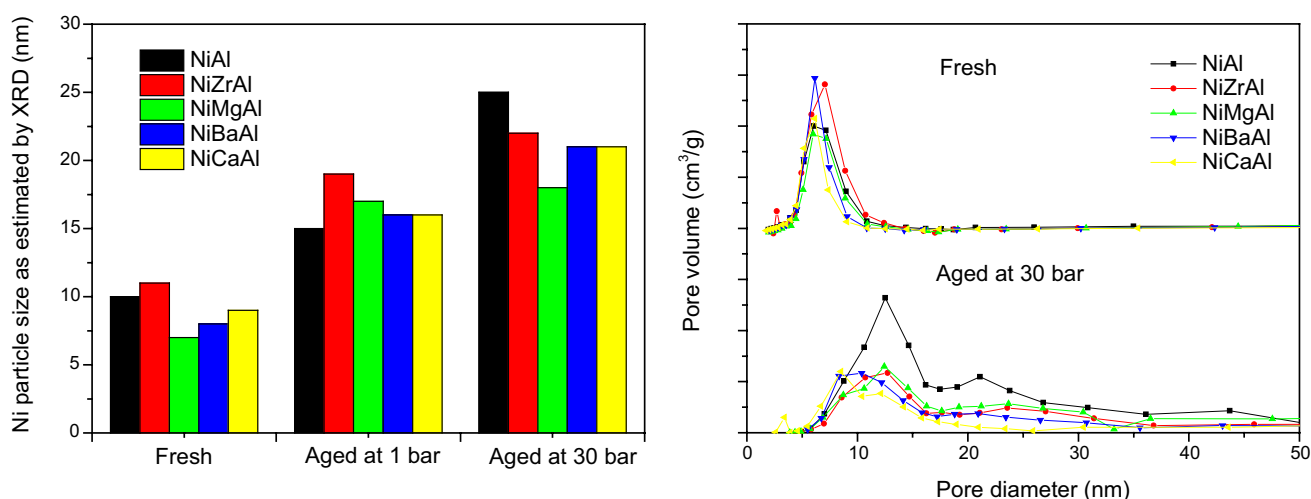 Ni particle size as estimated by XRD (nm)
30
25
20
15
10
5
0
NiAl
NiZrAl
NiMgAl
NiBaAl
NiCaAl
Fresh
Aged at 1 bar
Aged at 30 bar
Pore volume (cm³/g)
Fresh
NiAl
NiZrAl
NiMgAl
NiBaAl
NiCaAl
Aged at 30 bar
0 10 20 30 40 50
Pore diameter (nm)